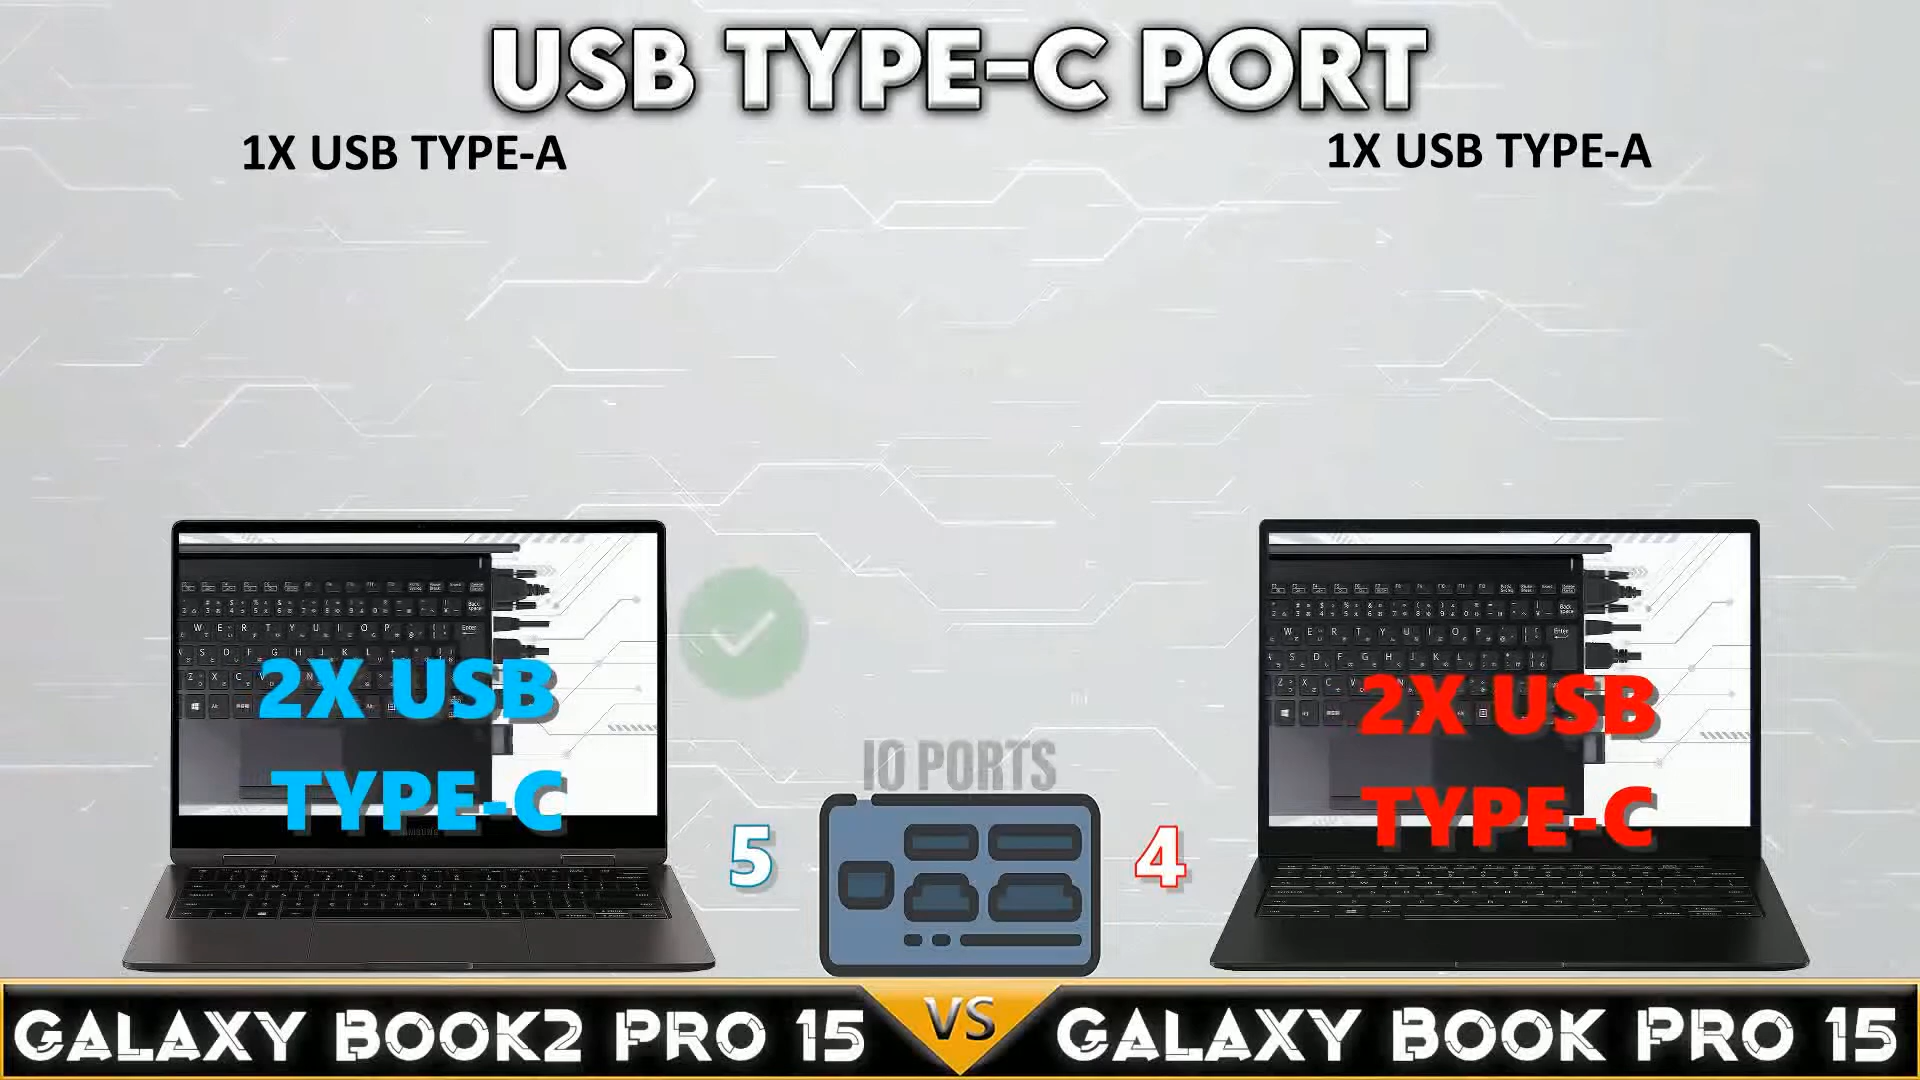 USB TYPE-C PORT
1X USB TYPE-A
1X USB TYPE-A
2X USB
TYPE-C
2X USB
TYPE-C
IO PORTS
5
4
GALAXY BOOK2 PRO 15
VS
GALAXY BOOK PRO 15